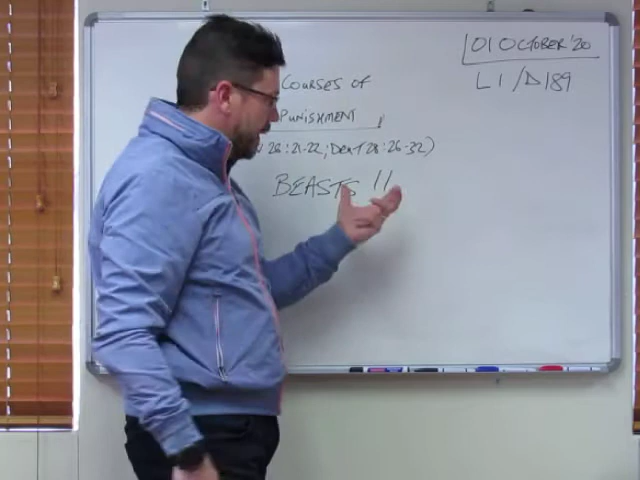 01 OCTOBER '20
L1/D189
COURSES OF
PUNISHMENT
26:21-22; Deut 28:26-32)
BEASTS !!